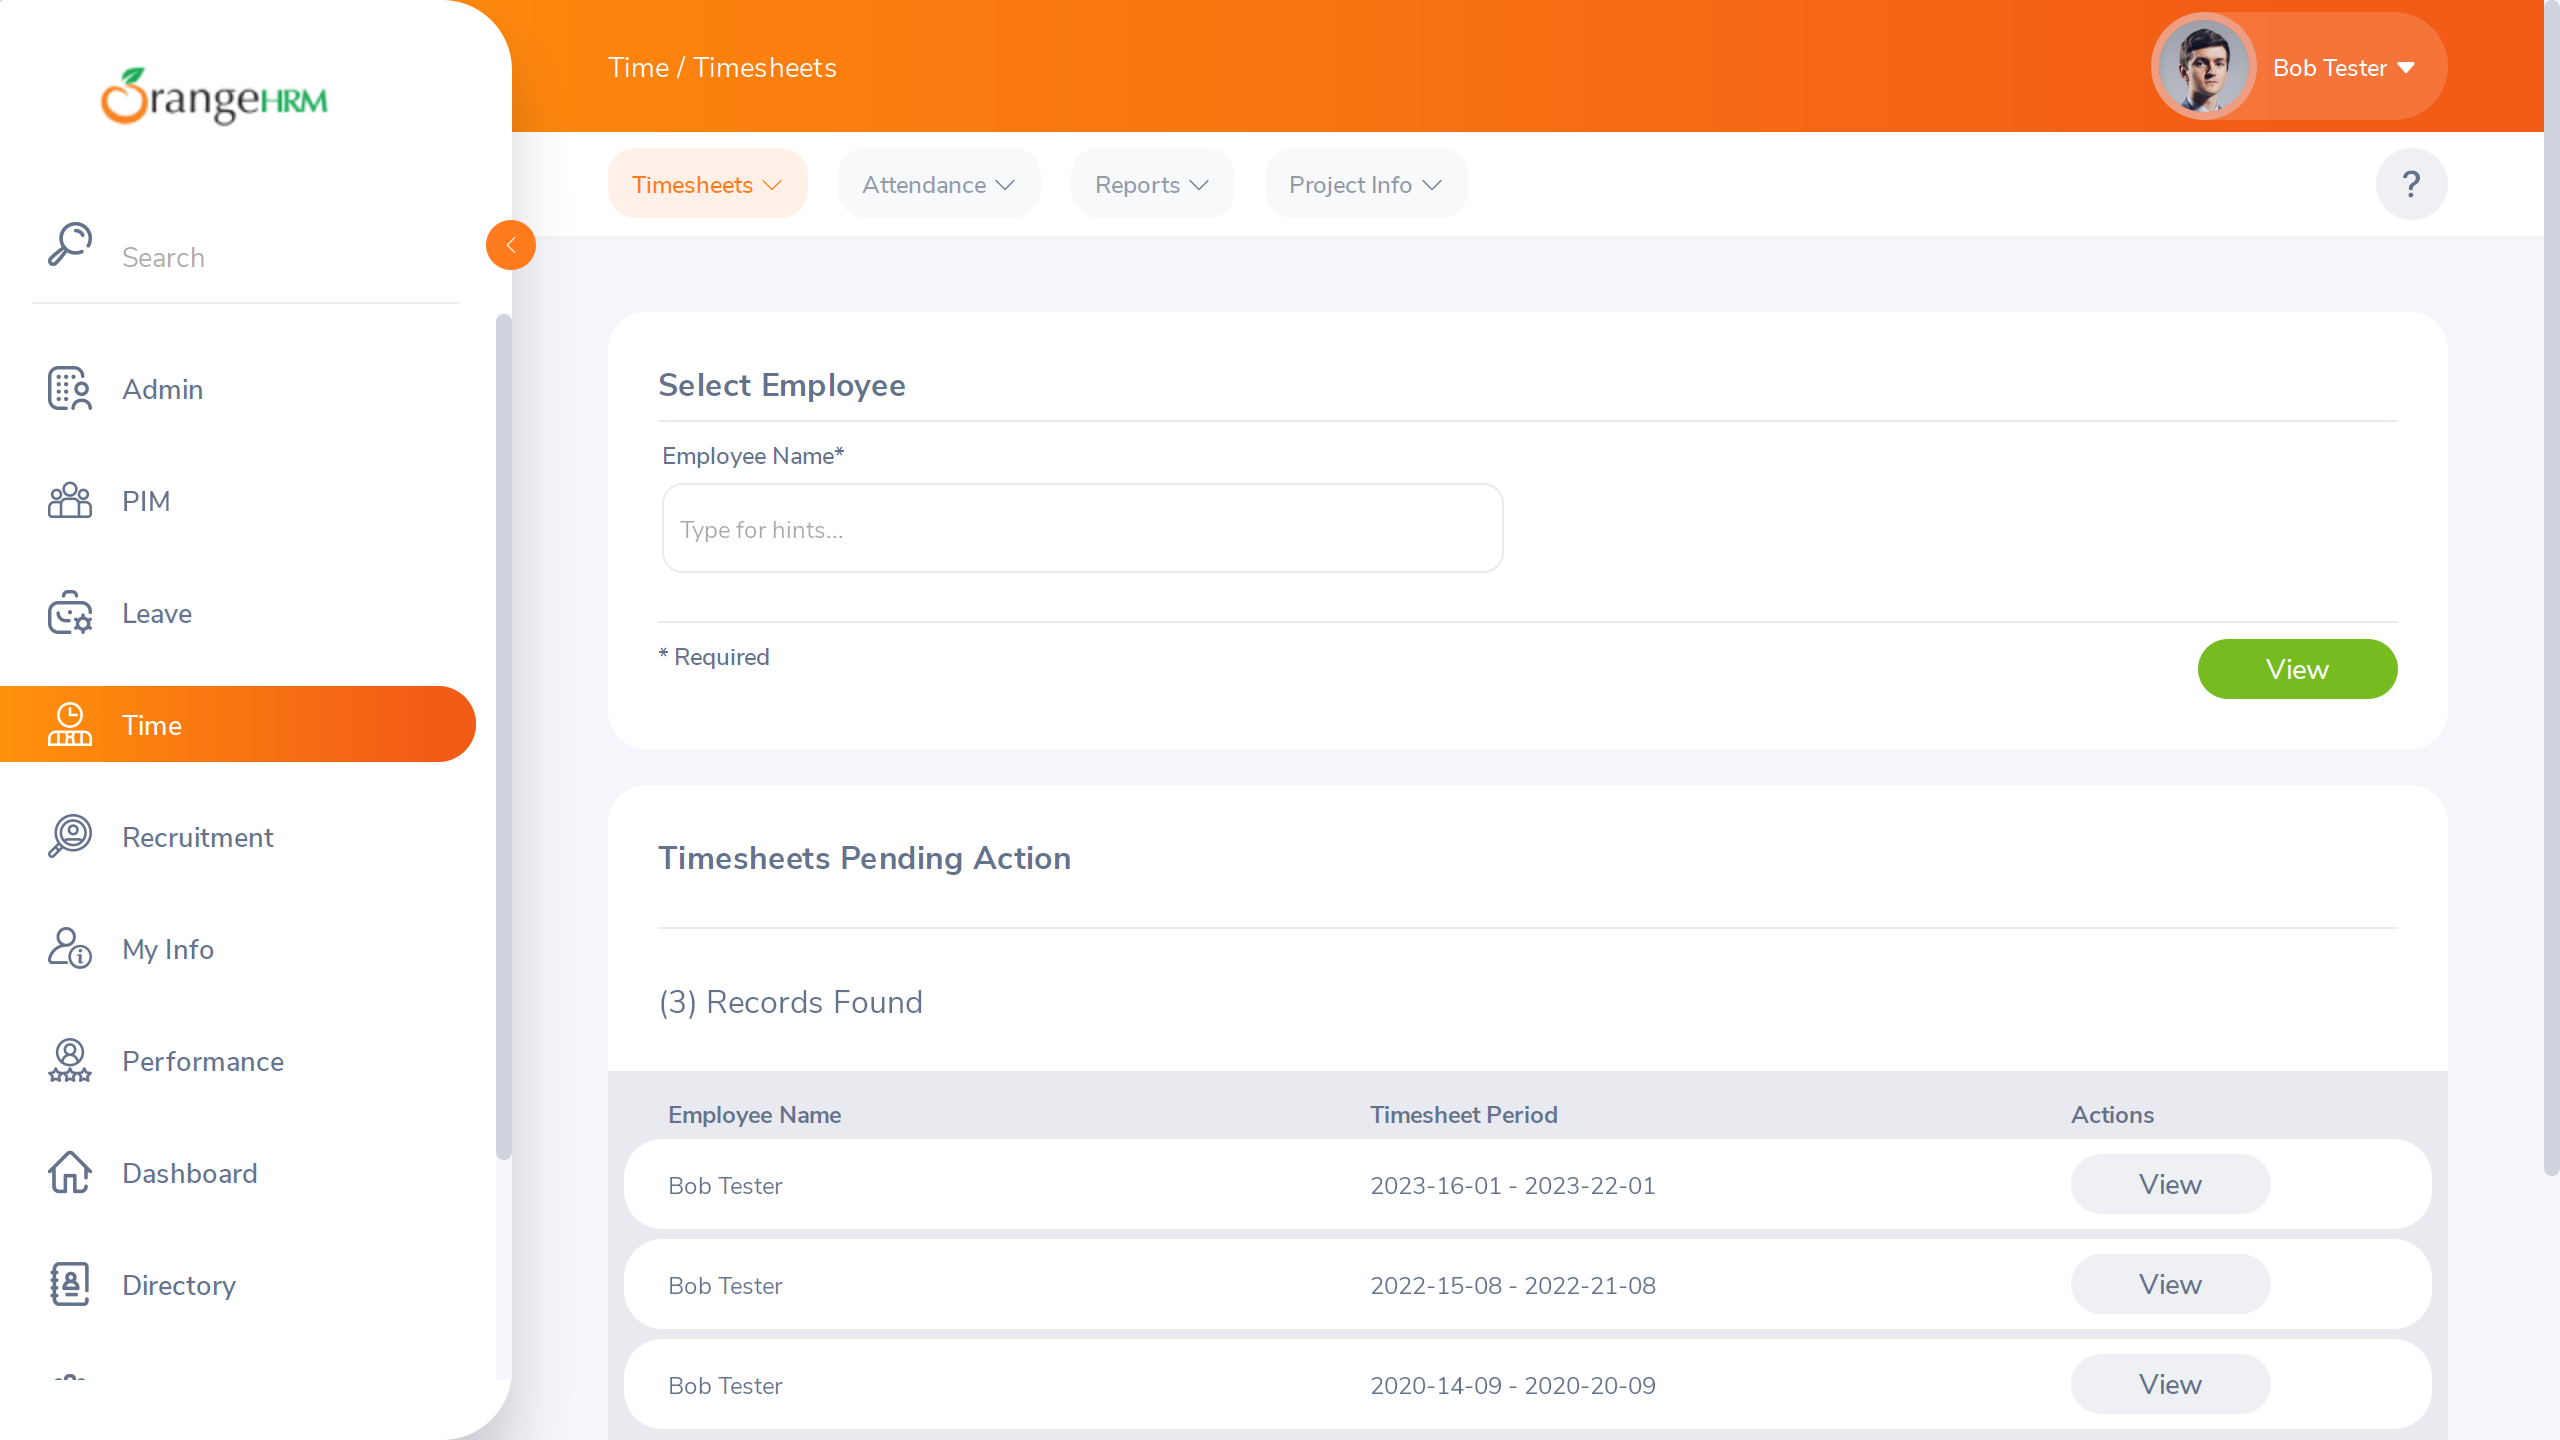 OrangeHRM
Search
Admin
PIM
Leave
Time
Recruitment
My Info
Performance
Dashboard
Directory
Time / Timesheets
Bob Tester
Timesheets
Attendance
Reports
Project Info
?
Select Employee
Employee Name*
Type for hints...
* Required
View
Timesheets Pending Action
(3) Records Found
Employee Name Timesheet Period Actions
Bob Tester 2023-16-01 - 2023-22-01 View
Bob Tester 2022-15-08 - 2022-21-08 View
Bob Tester 2020-14-09 - 2020-20-09 View